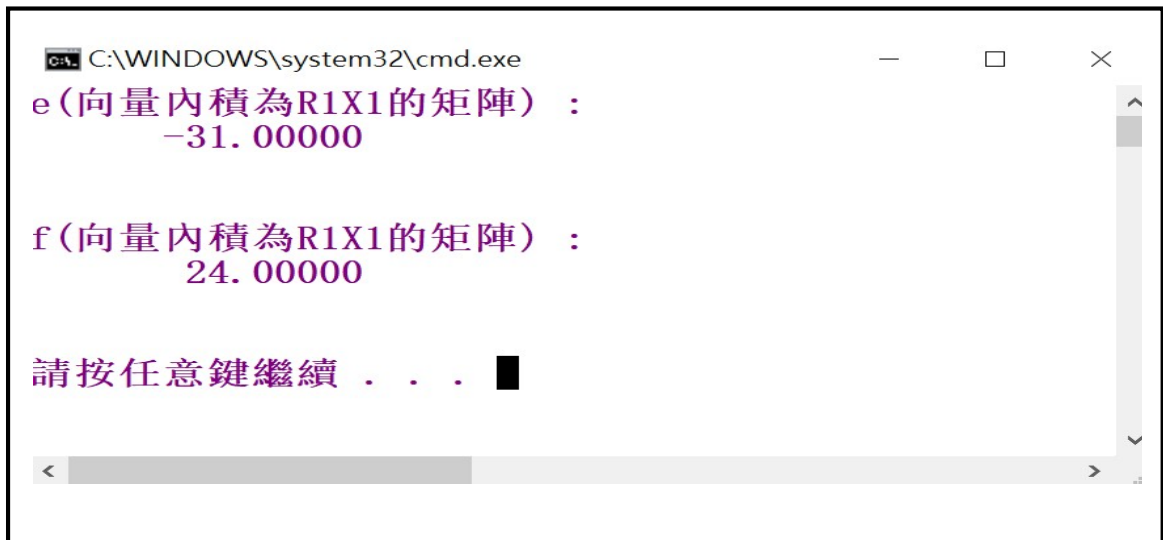 C:\WINDOWS\system32\cmd.exe
e(向量內積為R1X1的矩陣) :
-31.00000
f(向量內積為R1X1的矩陣) :
24.00000
請按任意鍵繼續 . . .